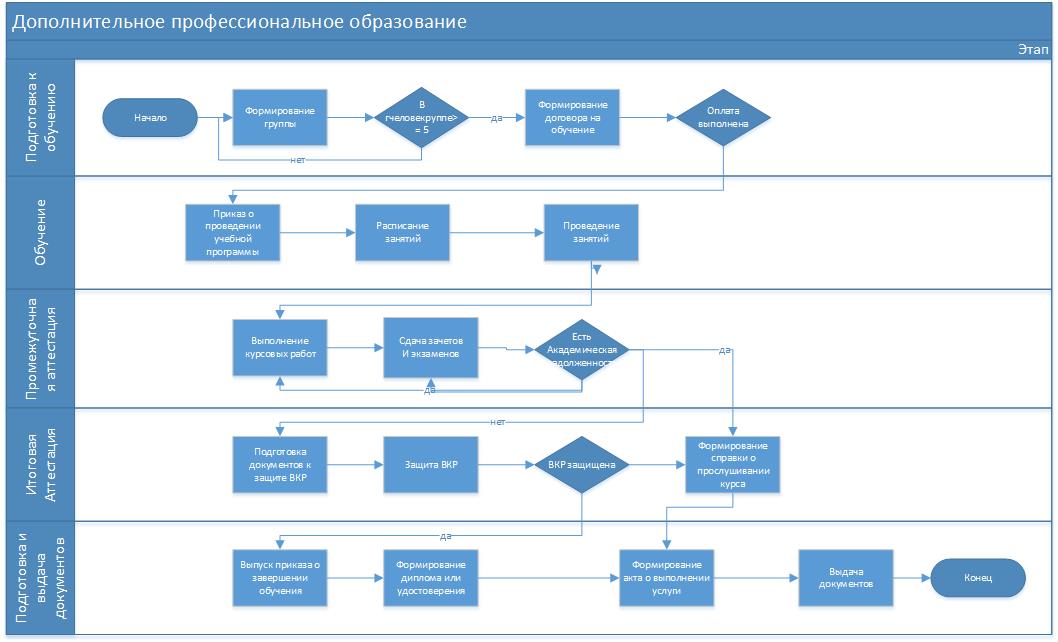 Дополнительное профессиональное образование
Этап
Подготовка к
обучению
Начало
Формирование
группы
В
гчеловекруппе>
= 5
да
нет
Формирование
договора на
обучение
Оплата
выполнена
Обучение
Приказ о
проведении
учебной
программы
Расписание
занятий
Проведение
занятий
Промежуточна
я аттестация
Выполнение
курсовых работ
Сдача зачетов
И экзаменов
Есть
Академическая
да
да
Итоговая
Аттестация
нет
Подготовка
документов к
защите ВКР
Защита ВКР
ВКР защищена
Формирование
справки о
прослушивании
курса
Подготовка и
выдача
документов
да
Выпуск приказа о
завершении
обучения
Формирование
диплома или
удостоверения
Формирование
акта о выполнении
услуги
Выдача
документов
Конец